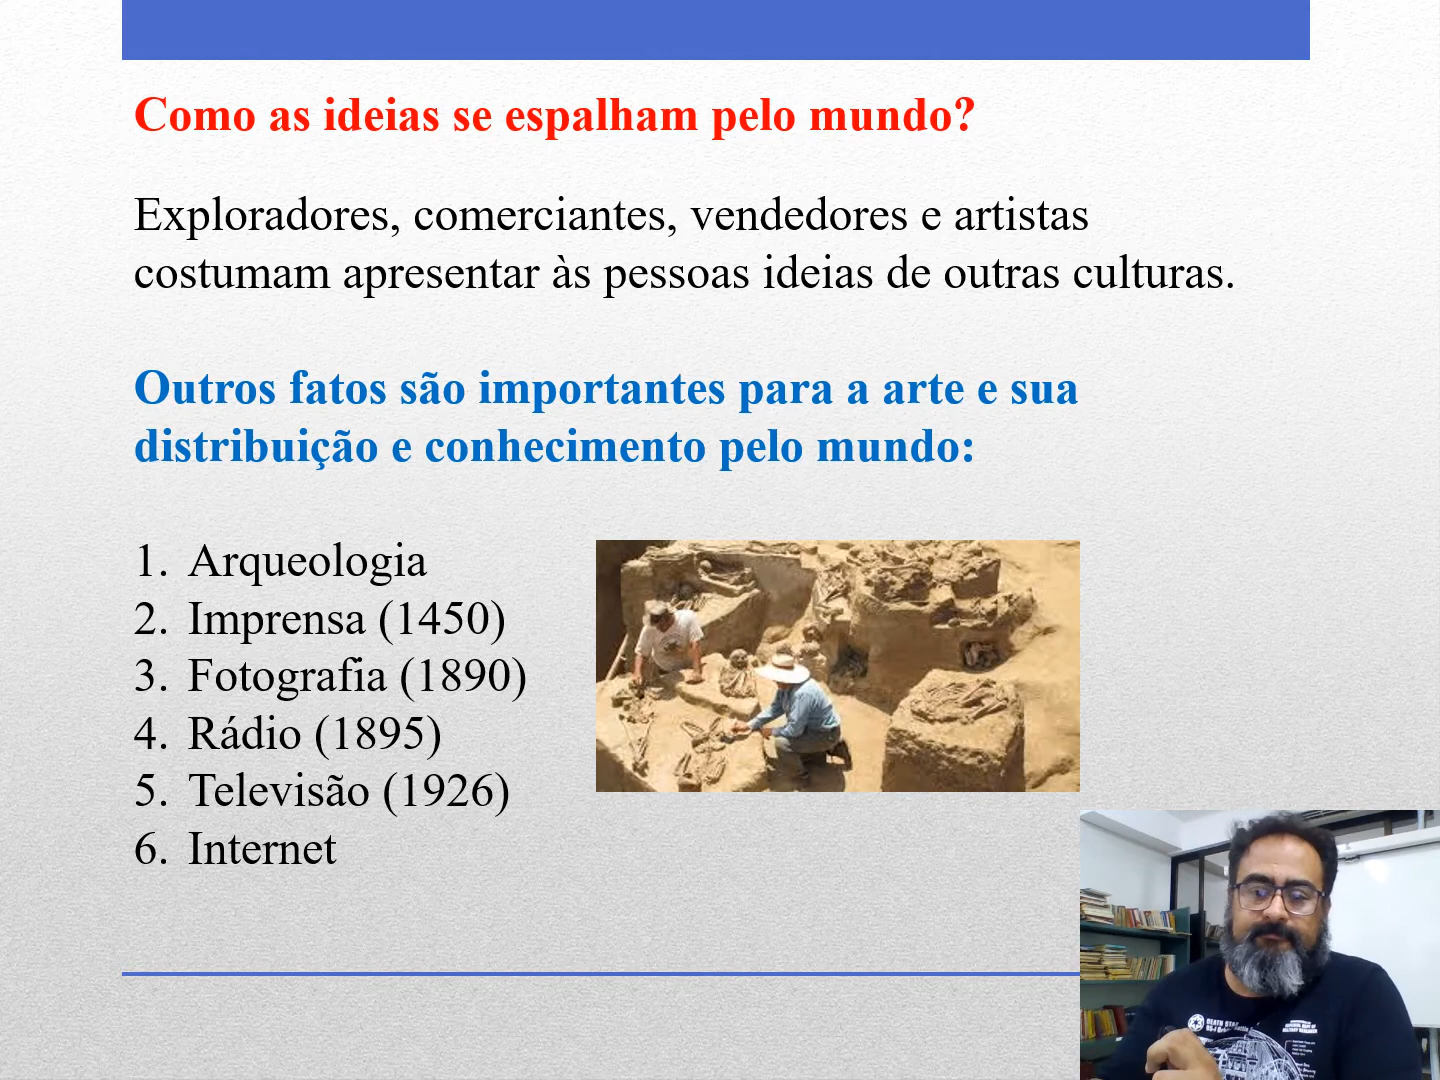 Como as ideias se espalham pelo mundo?
Exploradores, comerciantes, vendedores e artistas
costumam apresentar às pessoas ideias de outras culturas.
Outros fatos são importantes para a arte e sua
distribuição e conhecimento pelo mundo:
1. Arqueologia
2. Imprensa (1450)
3. Fotografia (1890)
4. Rádio (1895)
5. Televisão (1926)
6. Internet